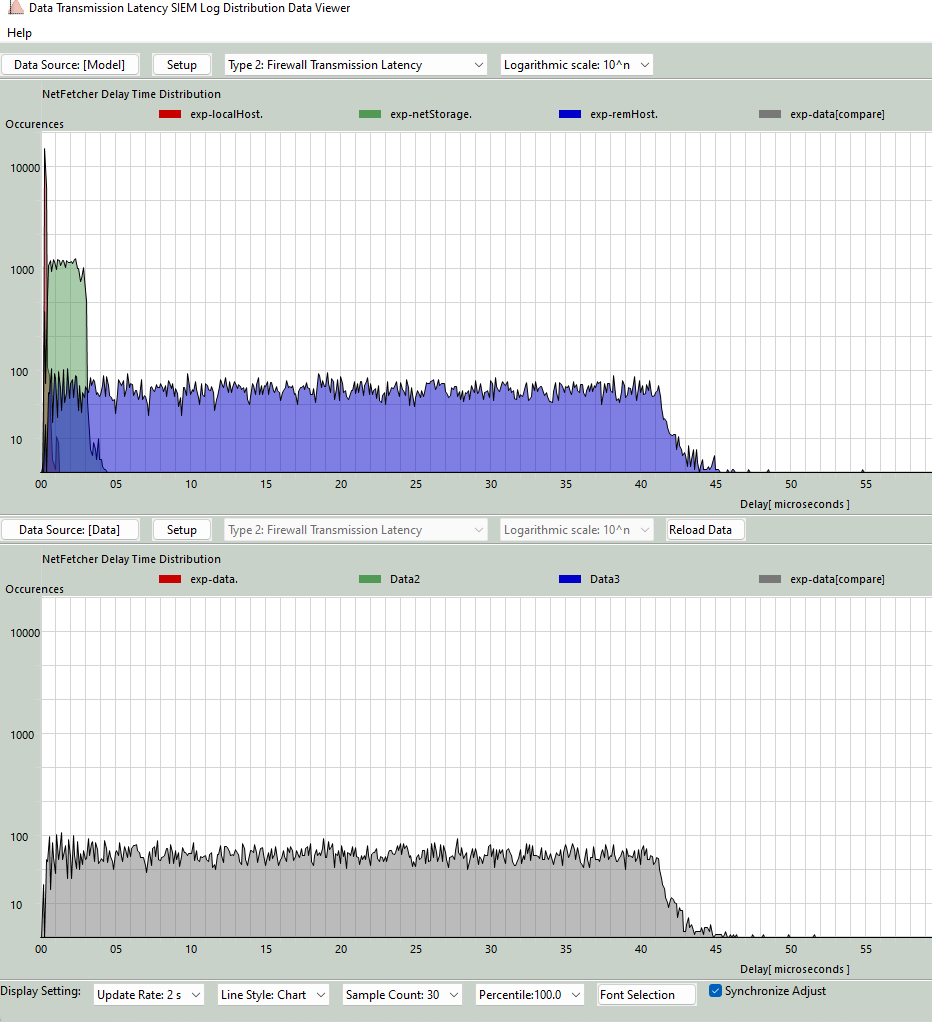 Data Transmission Latency SIEM Log Distribution Data Viewer
Help
Data Source: [Model] Setup Type 2: Firewall Transmission Latency Logarithmic scale: 10^n
NetFetcher Delay Time Distribution
exp-localHost. exp-netStorage. exp-remHost. exp-data[compare]
Occurences
10000
1000
100
10
00 05 10 15 20 25 30 35 40 45 50 55
Delay[ microseconds ]
Data Source: [Data] Setup Type 2: Firewall Transmission Latency Logarithmic scale: 10^n Reload Data
NetFetcher Delay Time Distribution
exp-data. Data2 Data3 exp-data[compare]
Occurences
10000
1000
100
10
00 05 10 15 20 25 30 35 40 45 50 55
Delay[ microseconds ]
Display Setting: Update Rate: 2 s Line Style: Chart Sample Count: 30 Percentile:100.0 Font Selection Synchronize Adjust